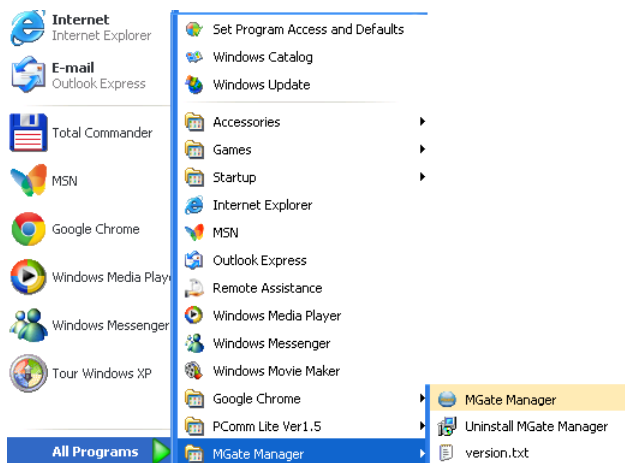 Internet
Internet Explorer
E-mail
Outlook Express
Total Commander
MSN
Google Chrome
Windows Media Play
Windows Messenger
Tour Windows XP
All Programs
Set Program Access and Defaults
Windows Catalog
Windows Update
Accessories
Games
Startup
Internet Explorer
MSN
Outlook Express
Remote Assistance
Windows Media Player
Windows Messenger
Windows Movie Maker
Google Chrome
PComm Lite Ver1.5
MGate Manager
MGate Manager
Uninstall MGate Manager
version.txt